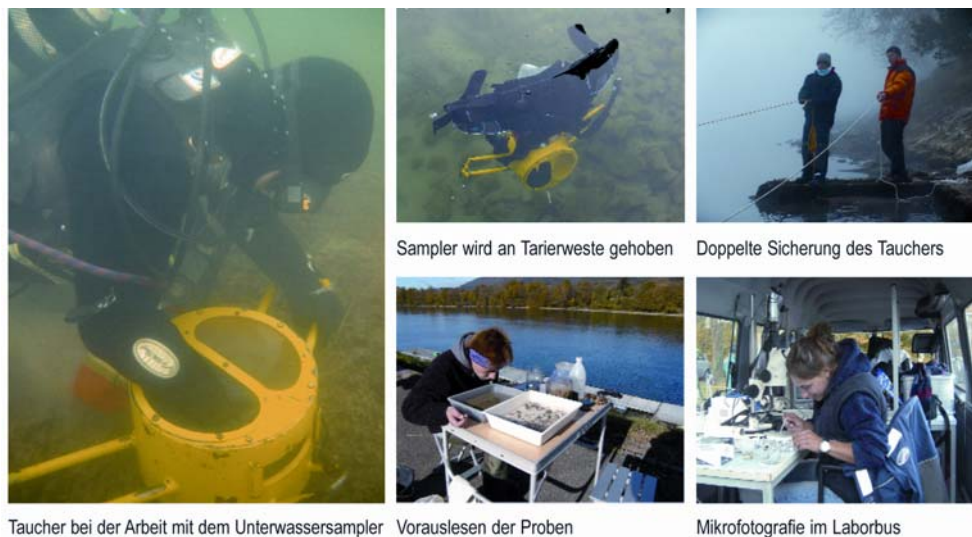 Sampler wird an Tarierweste gehoben
Doppelte Sicherung des Tauchers
Taucher bei der Arbeit mit dem Unterwassersampler
Vorauslesen der Proben
Mikrofotografie im Laborbus